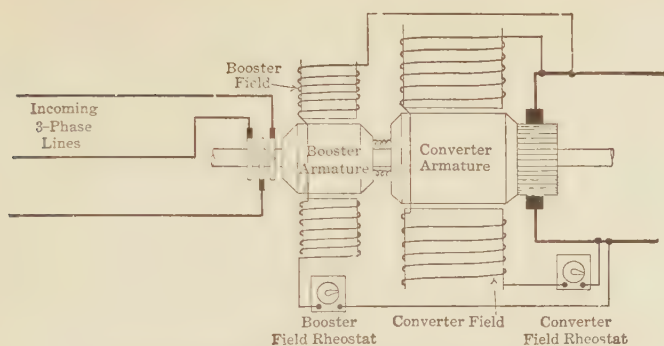 Booster
Field
Incoming
3-Phase
Lines
Booster
Armature
Converter
Armature
Booster
Field Rheostat
Converter Field
Converter
Field Rheostat